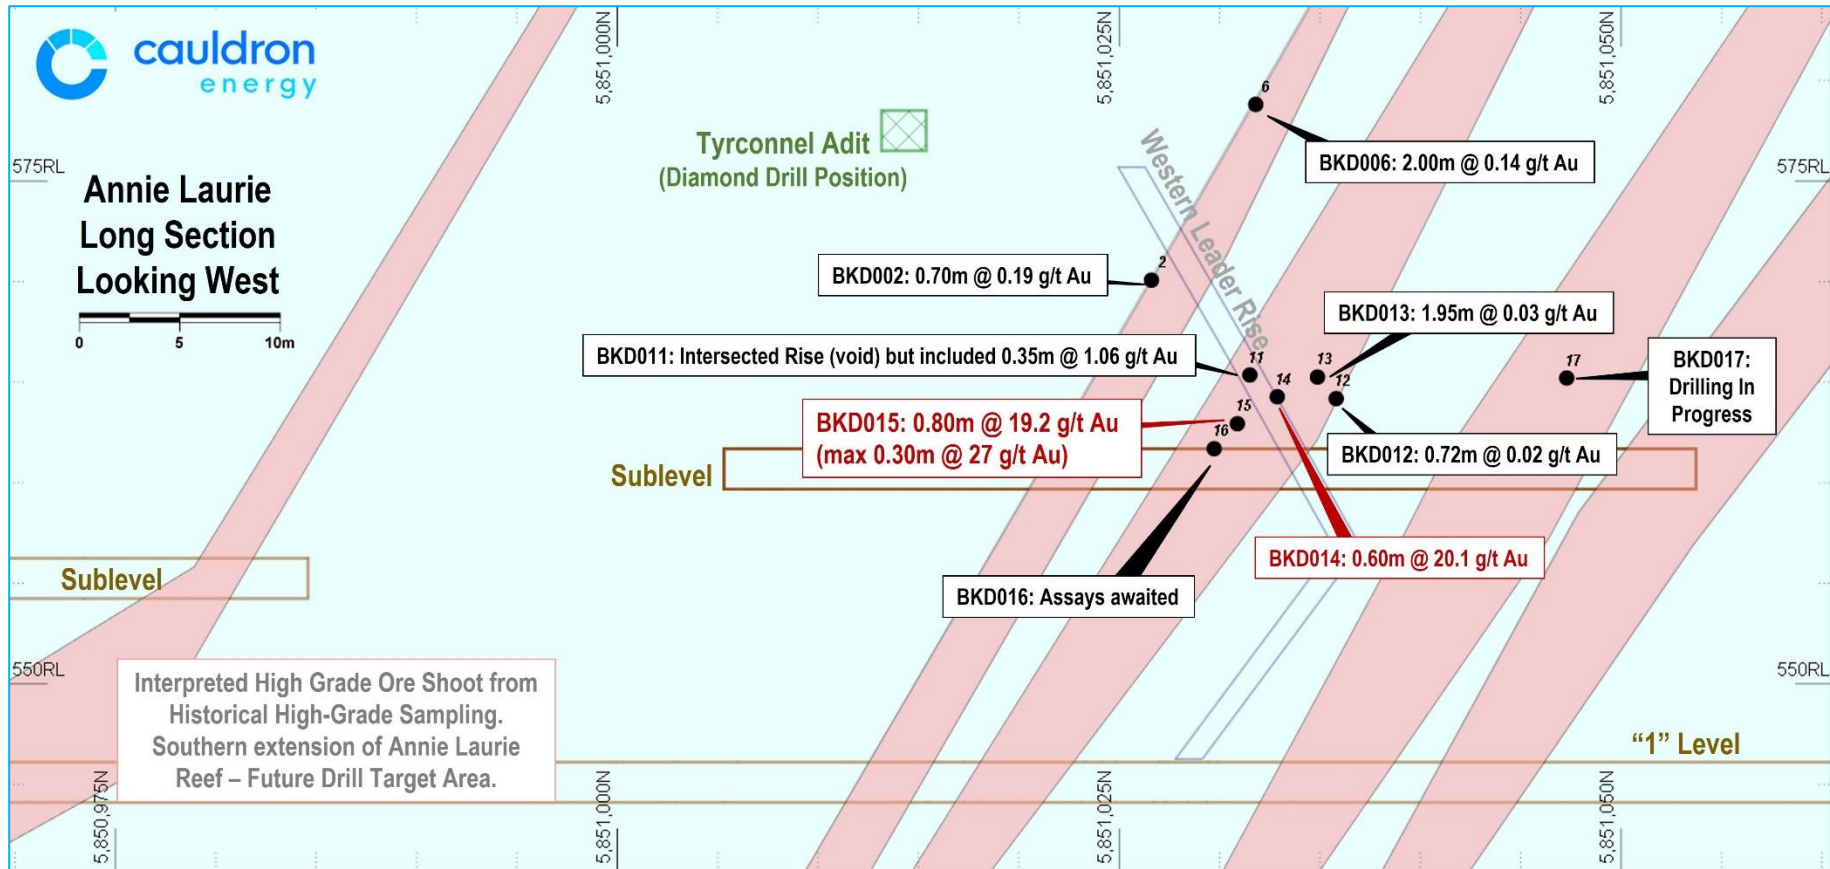 cauldron
energy
5,851,000N
5,851,025N
5,851,050N
6
Tyrconnel Adit
(Diamond Drill Position)
Western Leader Rise
BKD006: 2.00m @ 0.14 g/t Au
575RL
575RL
Annie Laurie
Long Section
Looking West
0 5 10m
BKD002: 0.70m @ 0.19 g/t Au
2
BKD013: 1.95m @ 0.03 g/t Au
BKD011: Intersected Rise (void) but included 0.35m @ 1.06 g/t Au
11
13
17
BKD017:
Drilling In
Progress
14
12
BKD015: 0.80m @ 19.2 g/t Au
(max 0.30m @ 27 g/t Au)
15
16
BKD012: 0.72m @ 0.02 g/t Au
Sublevel
BKD014: 0.60m @ 20.1 g/t Au
Sublevel
BKD016: Assays awaited
550RL
550RL
Interpreted High Grade Ore Shoot from
Historical High-Grade Sampling.
Southern extension of Annie Laurie
Reef – Future Drill Target Area.
“1” Level
5,850,975N
5,851,000N
5,851,025N
5,851,050N